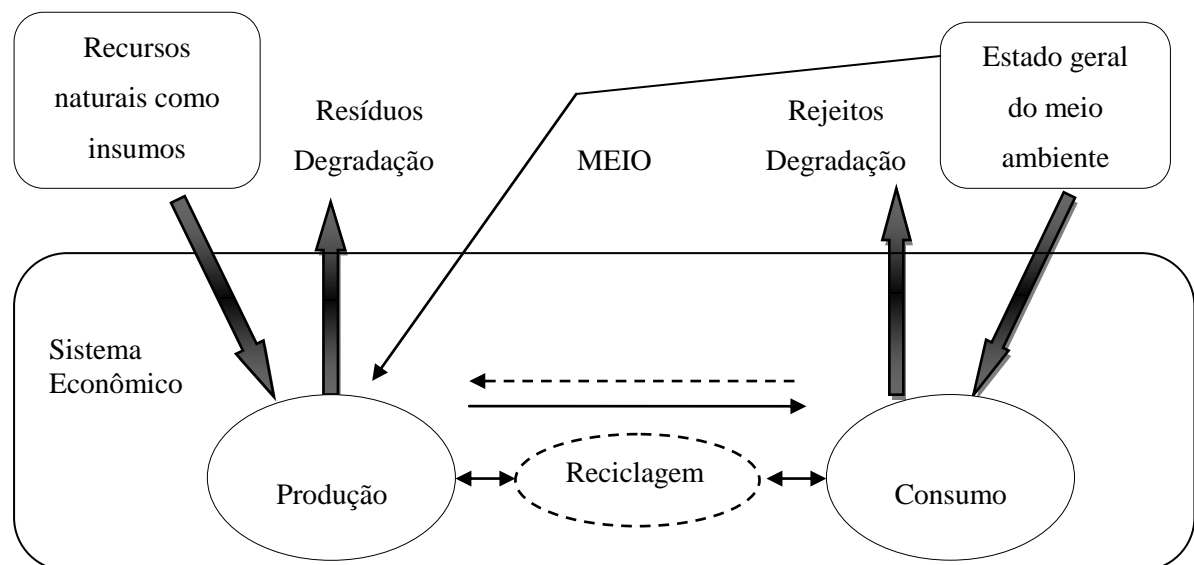 Recursos
naturais como
insumos
Resíduos
Degradação
MEIO
Rejeitos
Degradação
Estado geral
do meio
ambiente
Sistema
Econômico
Produção
Reciclagem
Consumo